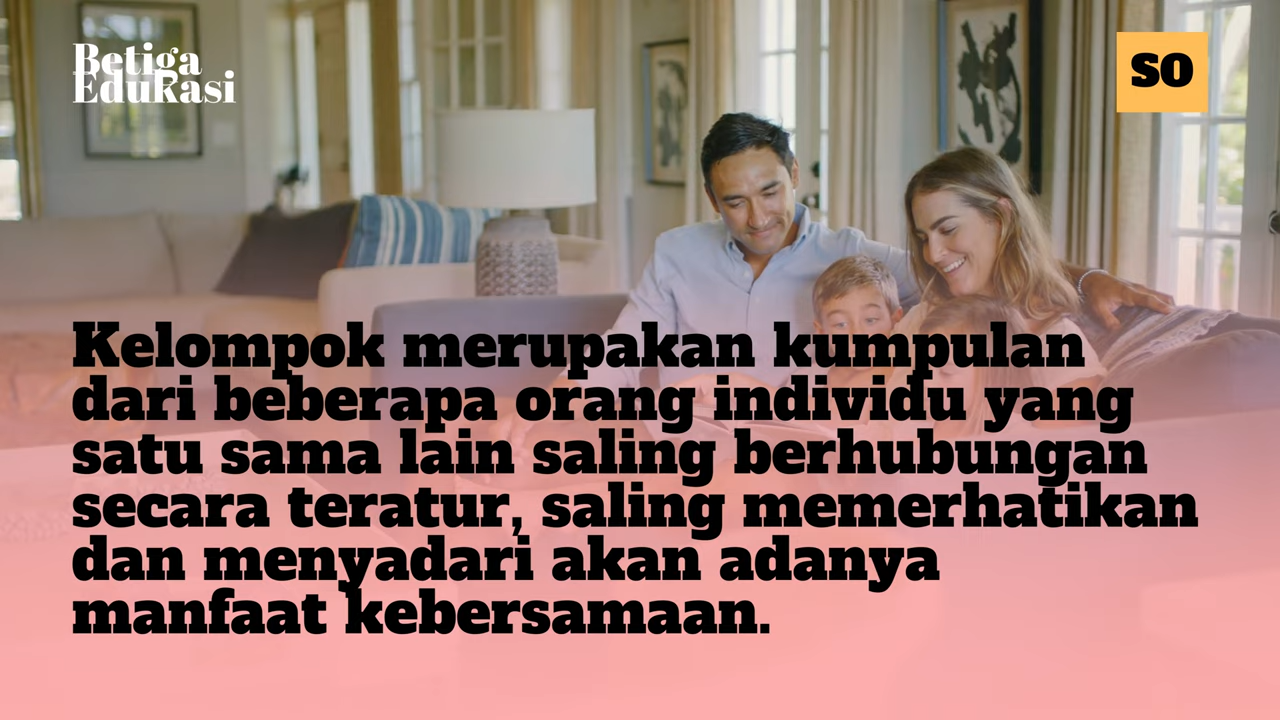 Betiga
EduKasi
SO
Kelompok merupakan kumpulan
dari beberapa orang individu yang
satu sama lain saling berhubungan
secara teratur, saling memerhatikan
dan menyadari akan adanya
manfaat kebersamaan.